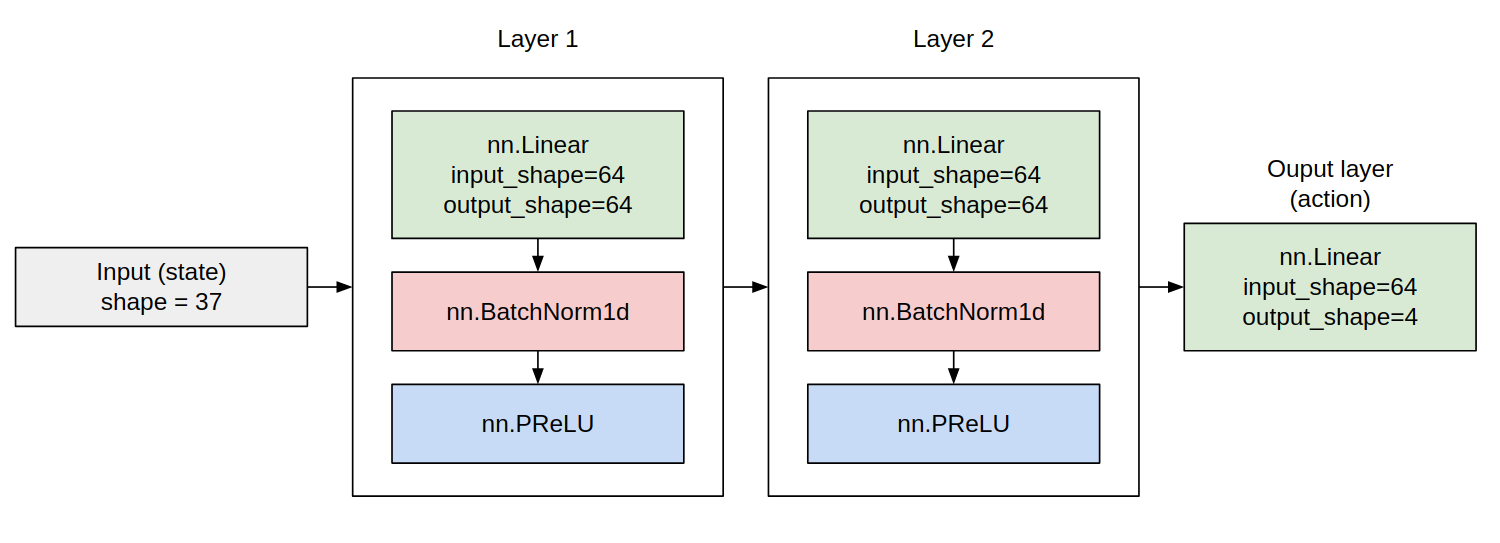 Layer 1
Layer 2
nn.Linear
input_shape=64
output_shape=64
nn.BatchNorm1d
nn.PReLU
nn.Linear
input_shape=64
output_shape=64
nn.BatchNorm1d
nn.PReLU
Input (state)
shape = 37
Ouput layer
(action)
nn.Linear
input_shape=64
output_shape=4